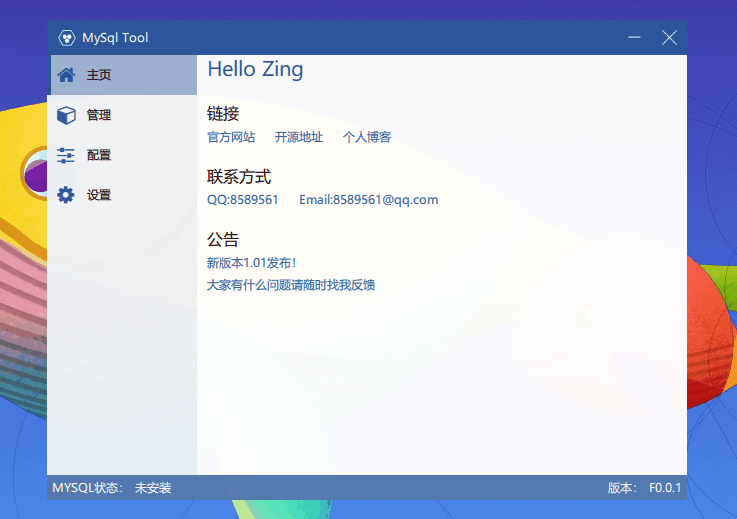 MySql Tool
主页
管理
配置
设置
Hello Zing
链接
官方网站 开源地址 个人博客
联系方式
QQ:8589561 Email:8589561@qq.com
公告
新版本1.01发布!
大家有什么问题请随时找我反馈
MYSQL状态： 未安装
版本： F0.0.1